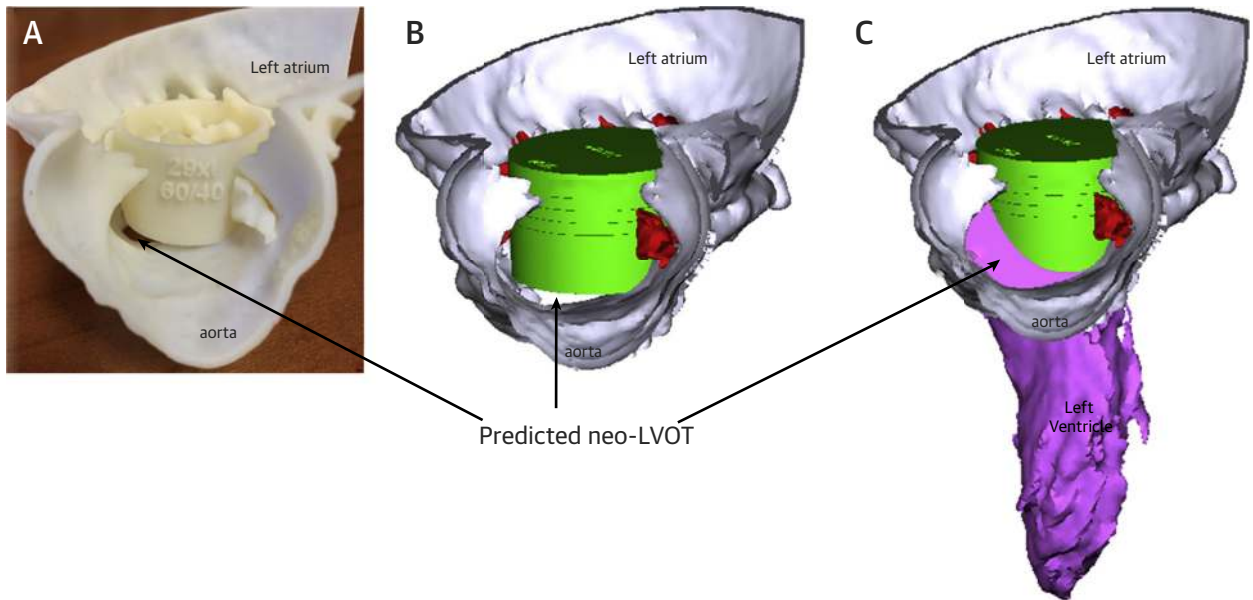 A
B
C
Left atrium
Left atrium
Left atrium
29x
60/40
aorta
aorta
aorta
Predicted neo-LVOT
Left
Ventricle